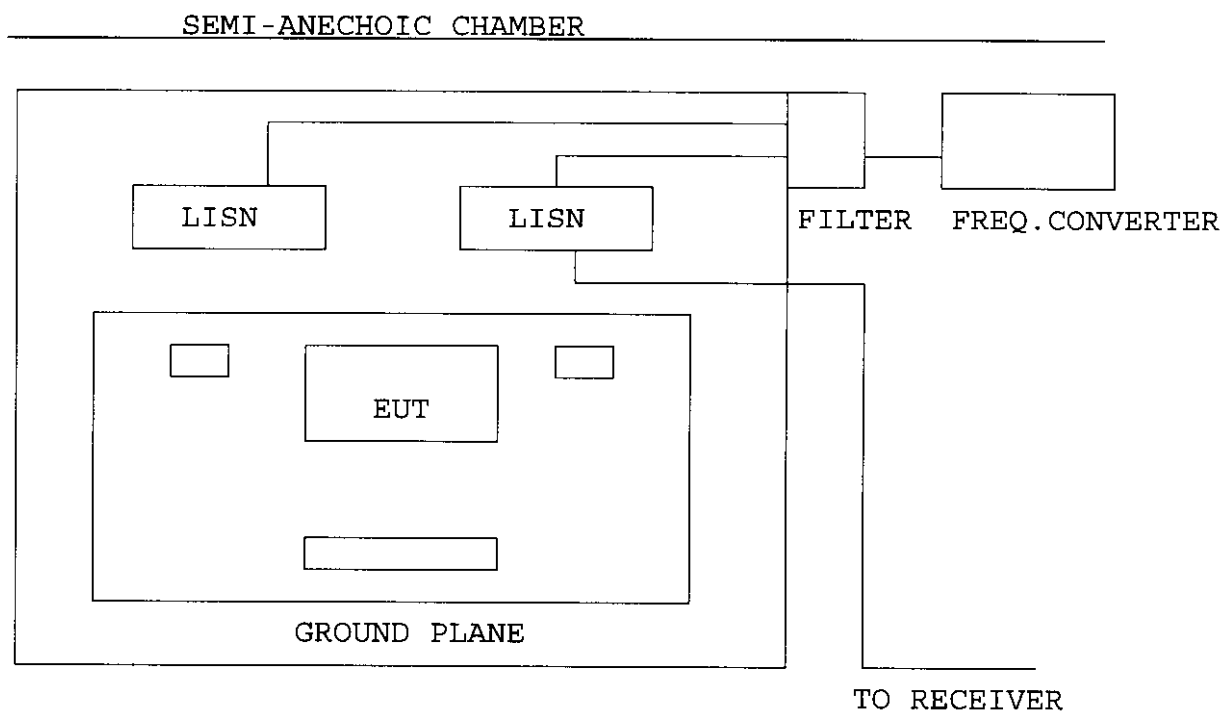 SEMI-ANECHOIC CHAMBER
LISN
LISN
FILTER
FREQ.CONVERTER
EUT
GROUND PLANE
TO RECEIVER